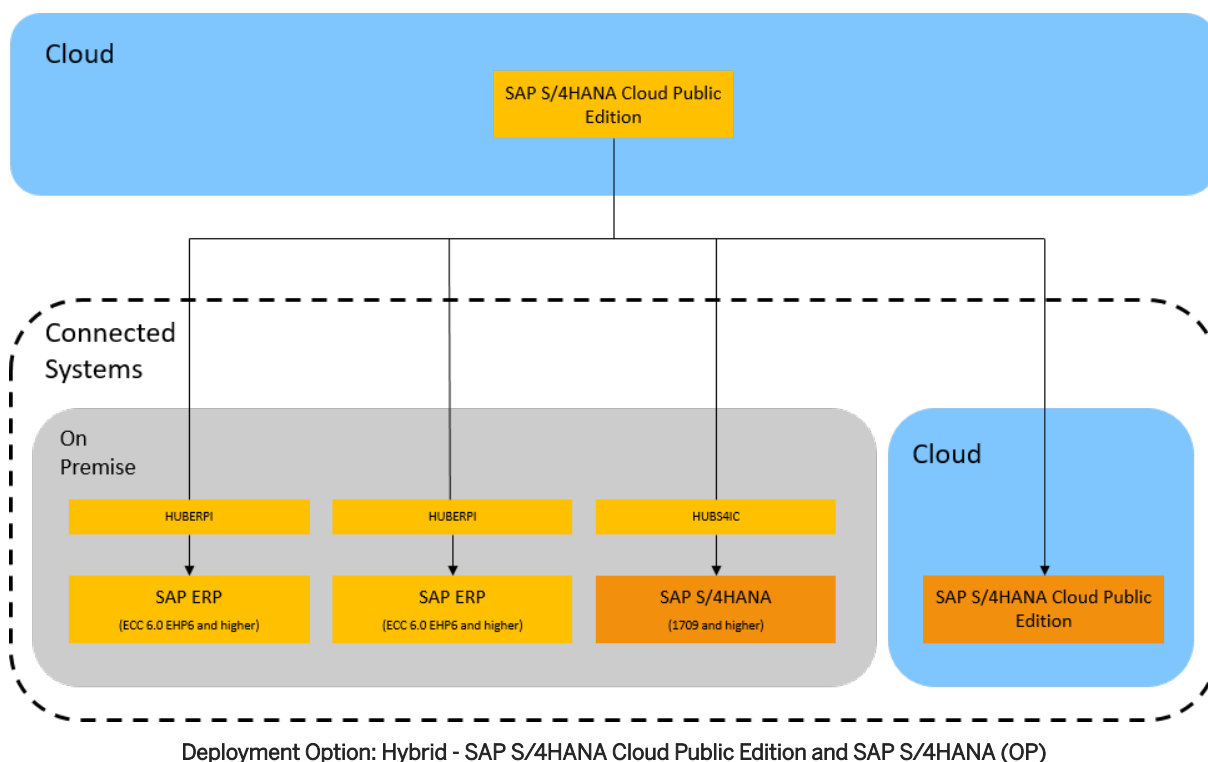 Cloud
SAP S/4HANA Cloud Public
Edition
Connected
Systems
On
Premise
HUBERPI
HUBERPI
HUBS4IC
SAP ERP
(ECC 6.0 EHP6 and higher)
SAP ERP
(ECC 6.0 EHP6 and higher)
SAP S/4HANA
(1709 and higher)
Cloud
SAP S/4HANA Cloud Public
Edition
Deployment Option: Hybrid - SAP S/4HANA Cloud Public Edition and SAP S/4HANA (OP)